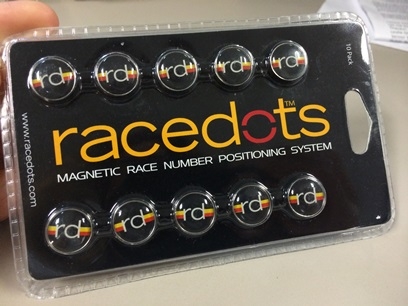 rd rd rd rd rd
10 Pack
racedots™
MAGNETIC RACE NUMBER POSITIONING SYSTEM
www.racedots.com
rd rd rd rd rd